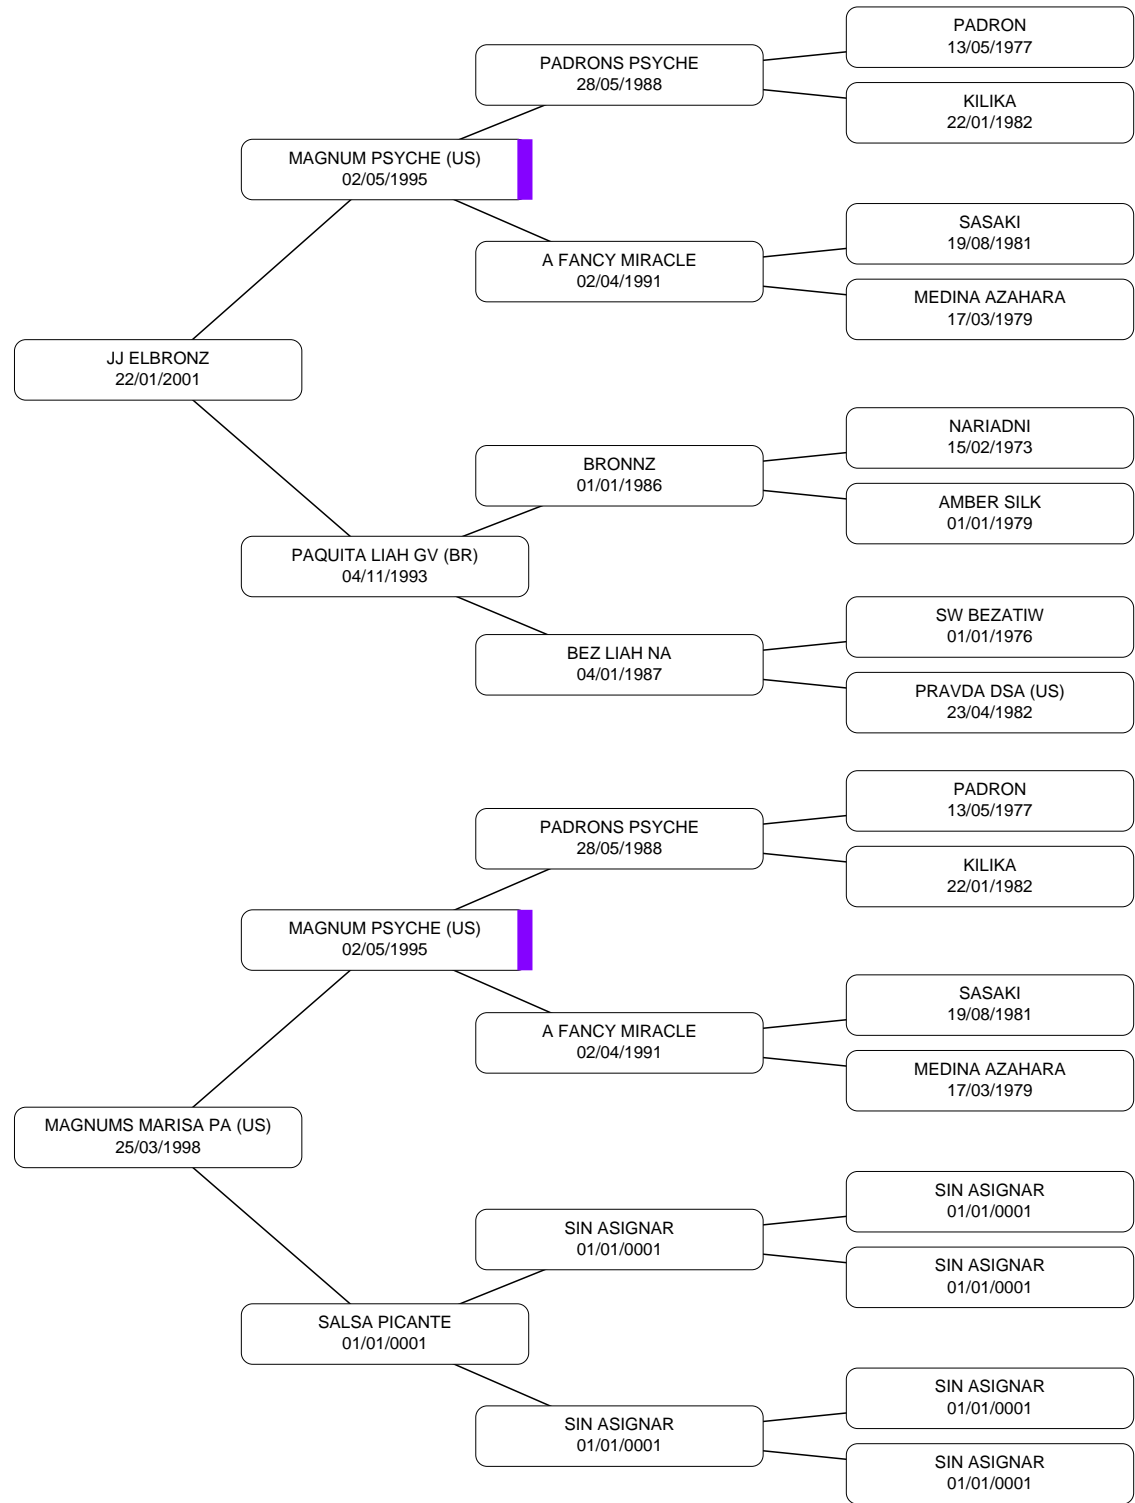 PADRON
13/05/1977
PADRONS PSYCHE
28/05/1988
KILIKA
22/01/1982
MAGNUM PSYCHE (US)
02/05/1995
SASAKI
19/08/1981
A FANCY MIRACLE
02/04/1991
MEDINA AZAHARA
17/03/1979
JJ ELBRONZ
22/01/2001
NARIADNI
15/02/1973
BRONNZ
01/01/1986
AMBER SILK
01/01/1979
PAQUITA LIAH GV (BR)
04/11/1993
SW BEZATIW
01/01/1976
BEZ LIAH NA
04/01/1987
PRAVDA DSA (US)
23/04/1982
PADRON
13/05/1977
PADRONS PSYCHE
28/05/1988
KILIKA
22/01/1982
MAGNUM PSYCHE (US)
02/05/1995
SASAKI
19/08/1981
A FANCY MIRACLE
02/04/1991
MEDINA AZAHARA
17/03/1979
MAGNUMS MARISA PA (US)
25/03/1998
SIN ASIGNAR
01/01/0001
SIN ASIGNAR
01/01/0001
SIN ASIGNAR
01/01/0001
SALSA PICANTE
01/01/0001
SIN ASIGNAR
01/01/0001
SIN ASIGNAR
01/01/0001
SIN ASIGNAR
01/01/0001